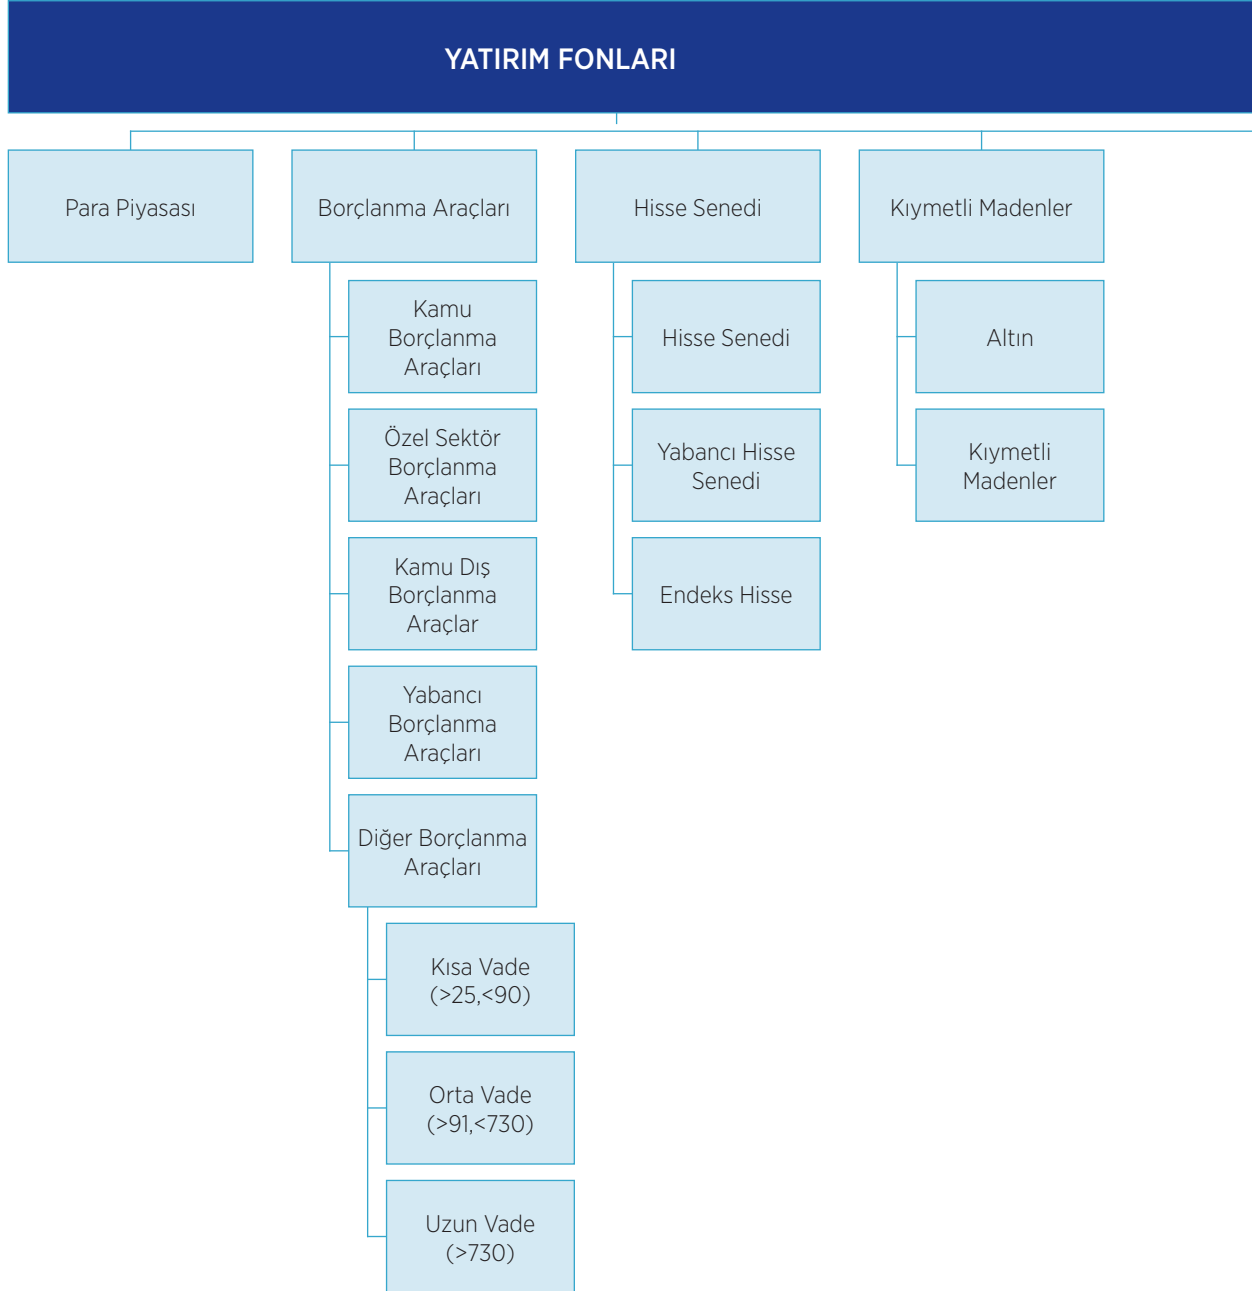 YATIRIM FONLARI
Para Piyasası
Borçlanma Araçları
Hisse Senedi
Kıymetli Madenler
Kamu
Borçlanma
Araçları
Özel Sektör
Borçlanma
Araçları
Kamu Dış
Borçlanma
Araçlar
Yabancı
Borçlanma
Araçları
Diğer Borçlanma
Araçları
Kısa Vade
(>25,<90)
Orta Vade
(>91,<730)
Uzun Vade
(>730)
Hisse Senedi
Yabancı Hisse
Senedi
Endeks Hisse
Altın
Kıymetli
Madenler